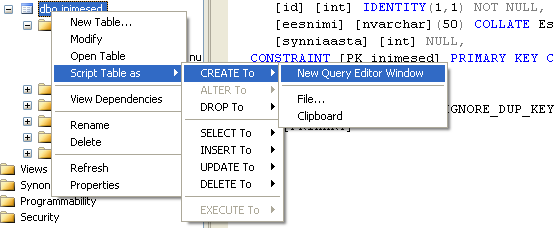 dbo.inimesed
New Table...
Modify
Open Table
Script Table as
View Dependencies
Rename
Delete
Refresh
Properties
nu
CREATE To
ALTER To
DROP To
SELECT To
INSERT To
UPDATE To
DELETE To
EXECUTE To
New Query Editor Window
File...
Clipboard
Views
Synon
Programmability
Security
[id] [int] IDENTITY(1,1) NOT NULL,
[eesnimi] [nvarchar](50) COLLATE Es
[synniaasta] [int] NULL,
CONSTRAINT [PK_inimesed] PRIMARY KEY C
IGNORE_DUP_KEY
[PRIMARY]